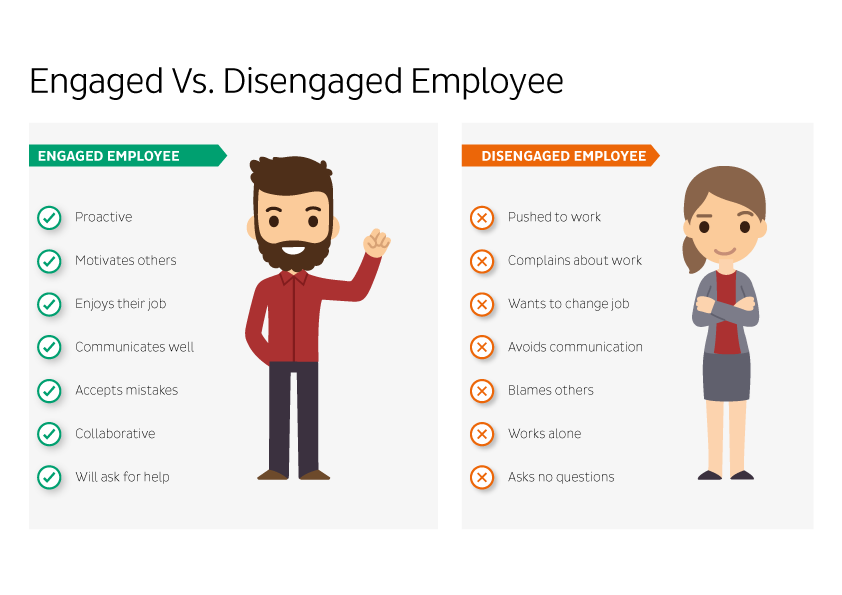 Engaged Vs. Disengaged Employee
ENGAGED EMPLOYEE
Proactive
Motivates others
Enjoys their job
Communicates well
Accepts mistakes
Collaborative
Will ask for help
DISENGAGED EMPLOYEE
Pushed to work
Complains about work
Wants to change job
Avoids communication
Blames others
Works alone
Asks no questions